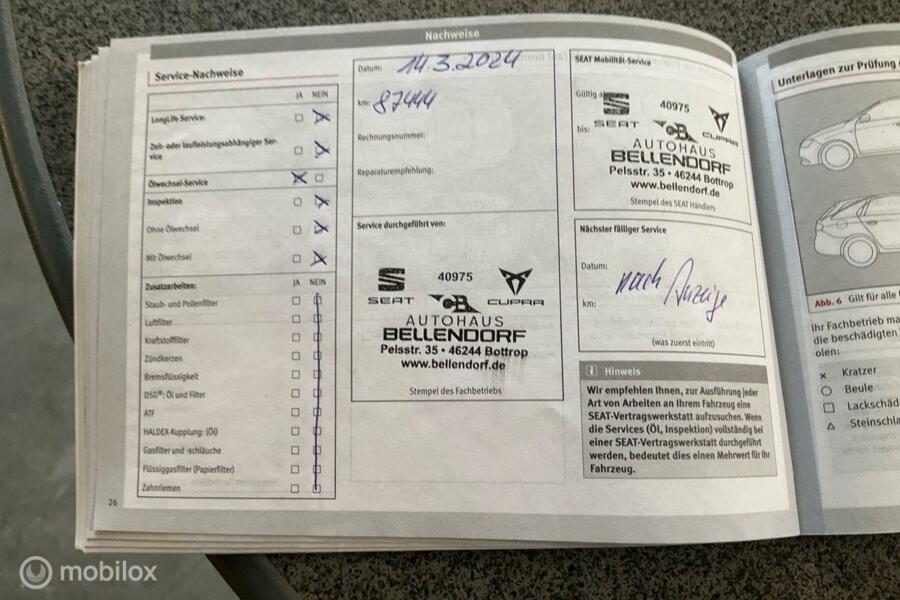 Nachweise
Service-Nachweise
JA NEIN
LongLife Service:
Zeit- oder laufleistungsabhängiger Ser-
vice
Ölwechsel-Service
Inspektion
Ohne Ölwechsel
Mit Ölwechsel
Zusatzarbeiten: JA NEIN
Staub- und Pollenfilter
Luftfilter
Kraftstofffilter
Zündkerzen
Bremsflüssigkeit
DSG®: Öl und Filter
ATF
HALDEX-Kupplung: (Öl)
Gasfilter und -schläuche
Flüssiggasfilter (Papierfilter)
Zahnriemen
26
Datum: 14.3.2024
km: 87444
Rechnungsnummer:
Reparaturempfehlung:
Service durchgeführt von:
40975
SEAT CUPRA
AUTOHAUS
BELLENDORF
Pelsstr. 35 • 46244 Bottrop
www.bellendorf.de
Stempel des Fachbetriebs
SEAT Mobilität-Service
Gültig
bis:
40975
SEAT CUPRA
AUTOHAUS
BELLENDORF
Pelsstr. 35 • 46244 Bottrop
www.bellendorf.de
Stempel des SEAT Händlers
Nächster fälliger Service
Datum:
km:
nach Anzeige
(was zuerst eintritt)
i Hinweis
Wir empfehlen Ihnen, zur Ausführung jeder
Art von Arbeiten an Ihrem Fahrzeug eine
SEAT-Vertragswerkstatt aufzusuchen. Wenn
die Services (Öl, Inspektion) vollständig bei
einer SEAT-Vertragswerkstatt durchgeführt
werden, bedeutet dies einen Mehrwert für Ihr
Fahrzeug.
Unterlagen zur Prüfung
Abb. 6 Gilt für alle
Ihr Fachbetrieb ma
die beschädigten
olen:
Kratzer
Beule
Lackschäd
Steinschla
mobilox